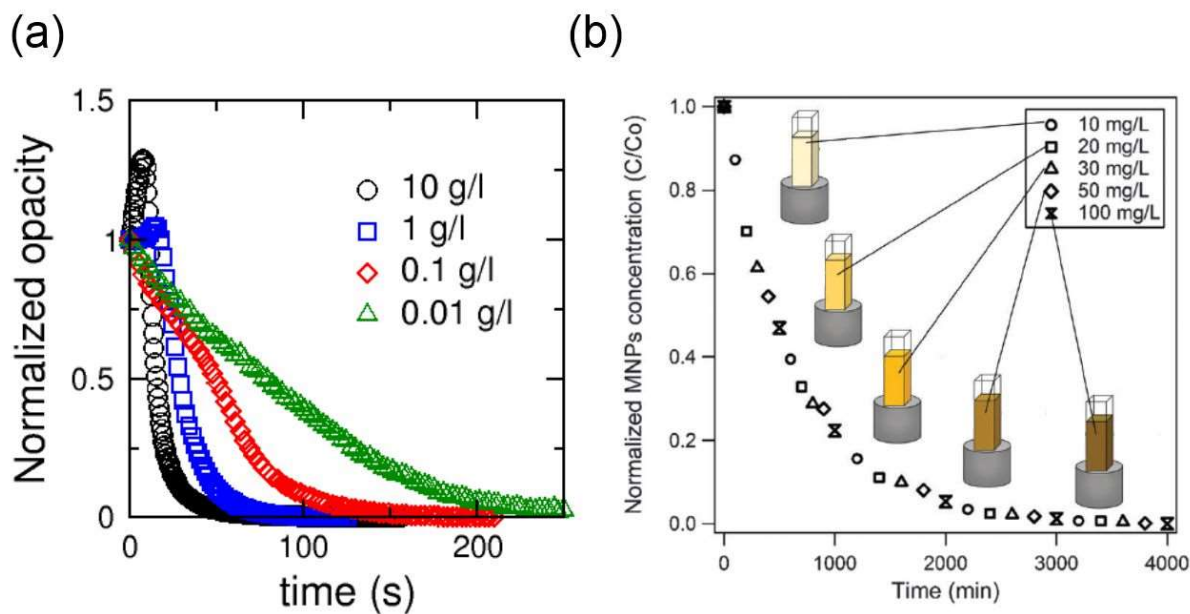 (a)
(b)
1.5
1
0.5
0
Normalized opacity
10 g/l
1 g/l
0.1 g/l
0.01 g/l
0
100
200
time (s)
1.0
0.8
0.6
0.4
0.2
0.0
Normalized MNPs concentration (C/Co)
10 mg/L
20 mg/L
30 mg/L
50 mg/L
100 mg/L
0
1000
2000
3000
4000
Time (min)